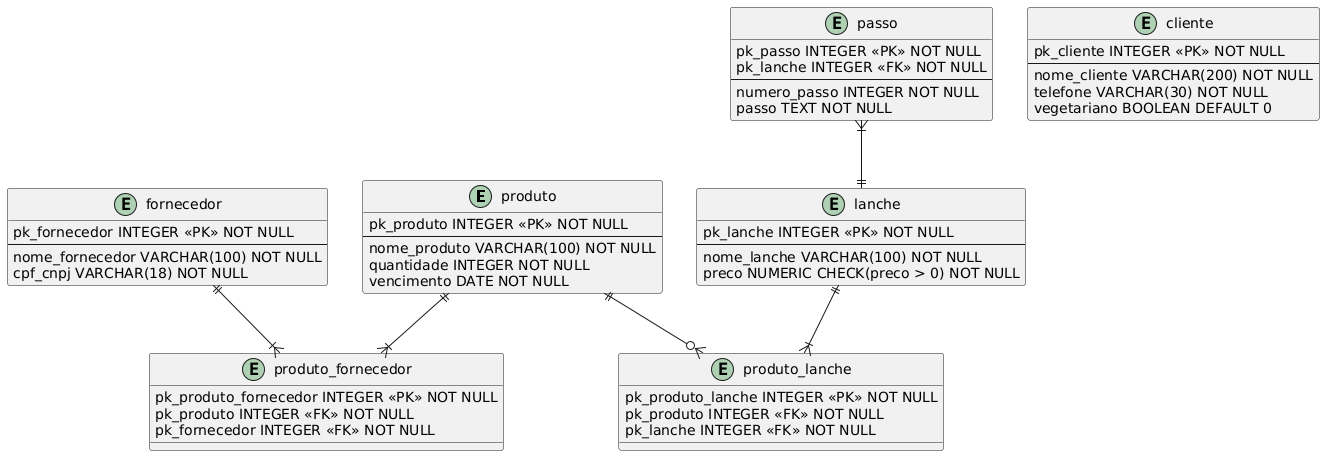 E passo
pk_passo INTEGER «PK» NOT NULL
pk_lanche INTEGER «FK» NOT NULL
numero_passo INTEGER NOT NULL
passo TEXT NOT NULL
E cliente
pk_cliente INTEGER «PK» NOT NULL
nome_cliente VARCHAR(200) NOT NULL
telefone VARCHAR(30) NOT NULL
vegetariano BOOLEAN DEFAULT 0
E fornecedor
pk_fornecedor INTEGER «PK» NOT NULL
nome_fornecedor VARCHAR(100) NOT NULL
cpf_cnpj VARCHAR(18) NOT NULL
E produto
pk_produto INTEGER «PK» NOT NULL
nome_produto VARCHAR(100) NOT NULL
quantidade INTEGER NOT NULL
vencimento DATE NOT NULL
E lanche
pk_lanche INTEGER «PK» NOT NULL
nome_lanche VARCHAR(100) NOT NULL
preco NUMERIC CHECK(preco > 0) NOT NULL
E produto_fornecedor
pk_produto_fornecedor INTEGER «PK» NOT NULL
pk_produto INTEGER «FK» NOT NULL
pk_fornecedor INTEGER «FK» NOT NULL
E produto_lanche
pk_produto_lanche INTEGER «PK» NOT NULL
pk_produto INTEGER «FK» NOT NULL
pk_lanche INTEGER «FK» NOT NULL